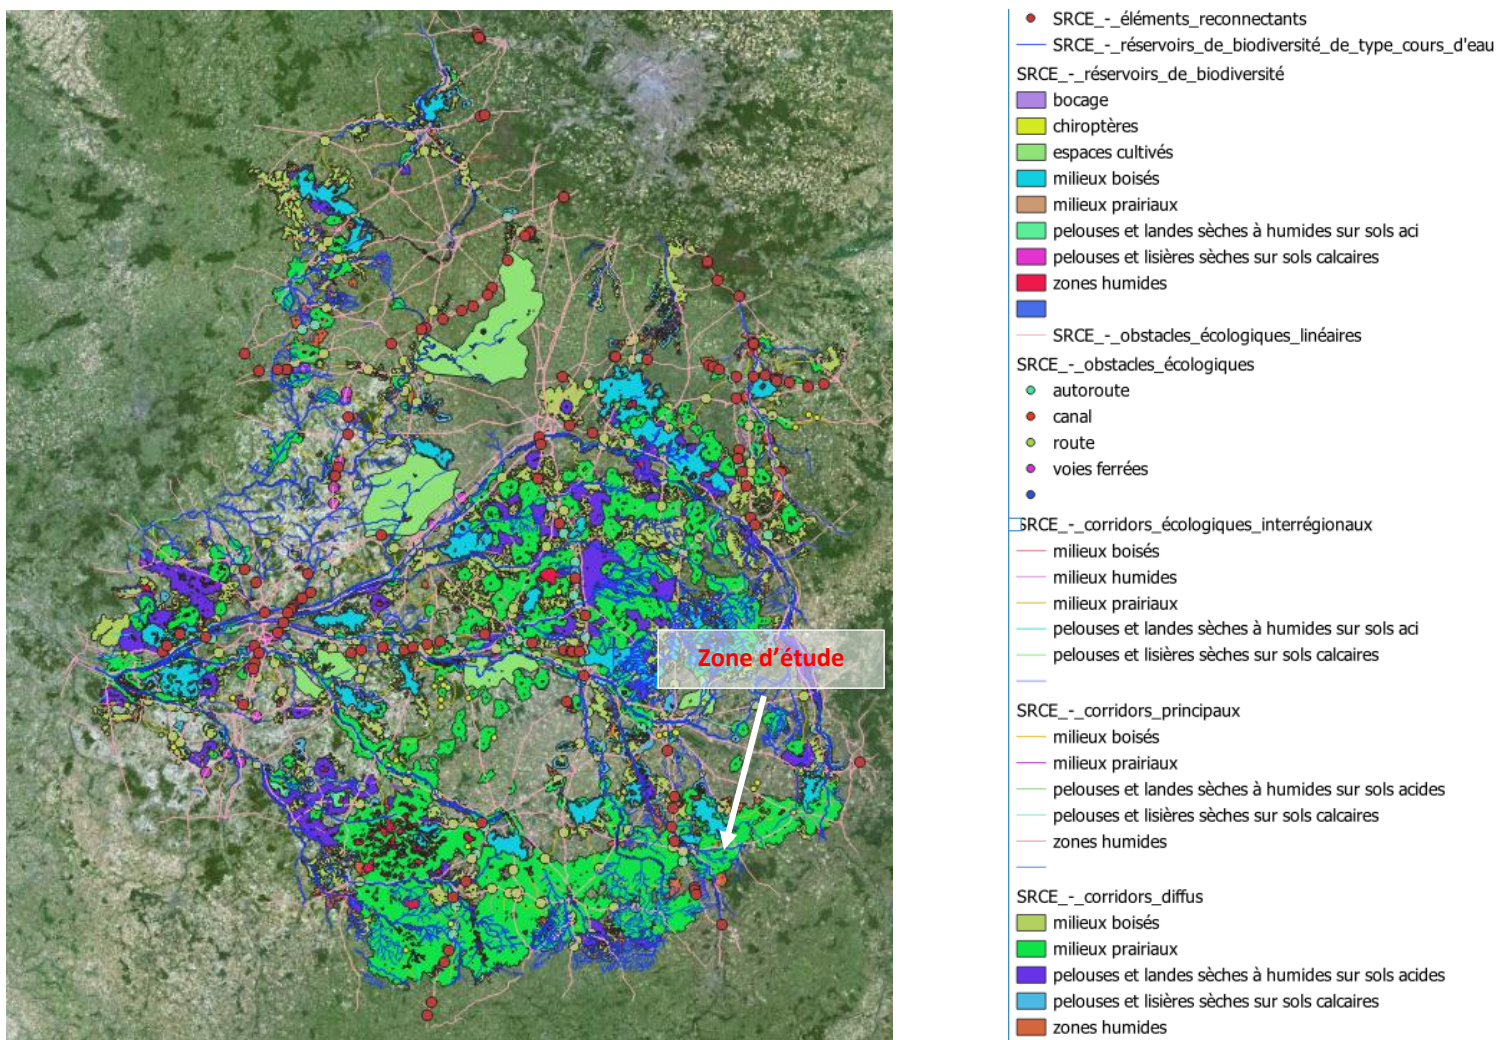 Zone d'étude
SRCE_-_éléments_reconnectants
SRCE_-_réservoirs_de_biodiversité_de_type_cours_d'eau
SRCE_-_réservoirs_de_biodiversité
bocage
chiroptères
espaces cultivés
milieux boisés
milieux prairiaux
pelouses et landes sèches à humides sur sols aci
pelouses et lisières sèches sur sols calcaires
zones humides
SRCE_-_obstacles_écologiques_linéaires
SRCE_-_obstacles_écologiques
autoroute
canal
route
voies ferrées
SRCE_-_corridors_écologiques_interrégionaux
milieux boisés
milieux humides
milieux prairiaux
pelouses et landes sèches à humides sur sols aci
pelouses et lisières sèches sur sols calcaires
SRCE_-_corridors_principaux
milieux boisés
milieux prairiaux
pelouses et landes sèches à humides sur sols acides
pelouses et lisières sèches sur sols calcaires
zones humides
SRCE_-_corridors_diffus
milieux boisés
milieux prairiaux
pelouses et landes sèches à humides sur sols acides
pelouses et lisières sèches sur sols calcaires
zones humides